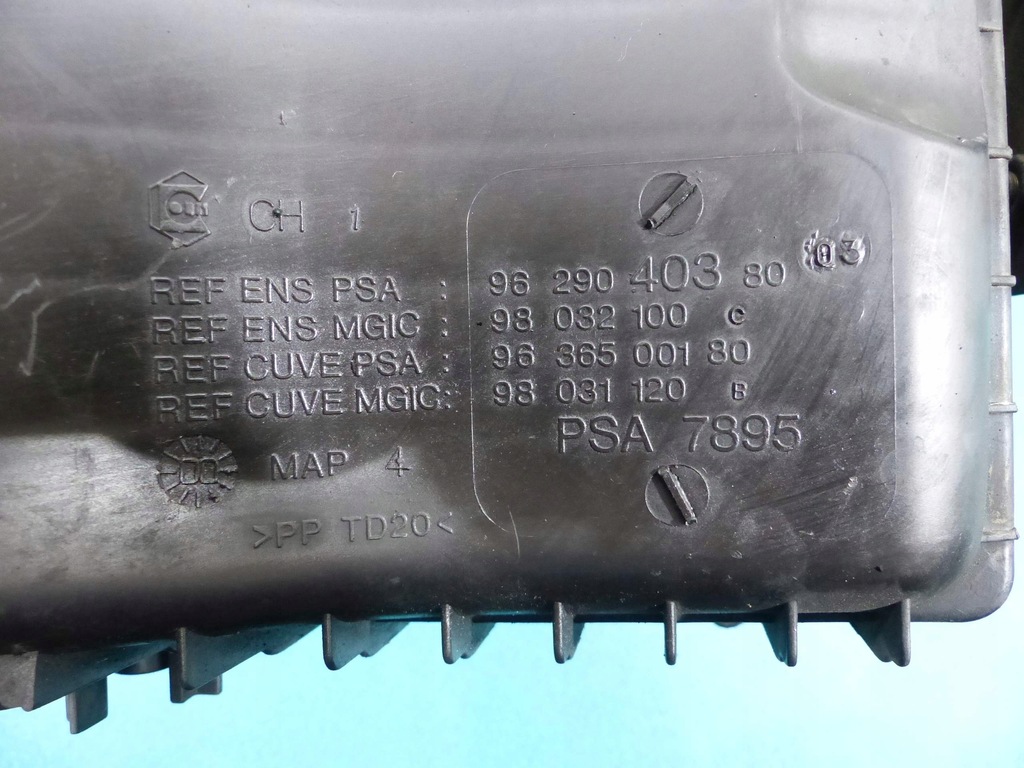 CH 1
REF ENS PSA : 96 290 403 80 03
REF ENS MGIC : 98 032 100 C
REF CUVE PSA : 96 365 001 80
REF CUVE MGIC : 98 031 120 B
PSA 7895
MAP 4
>PP TD20<